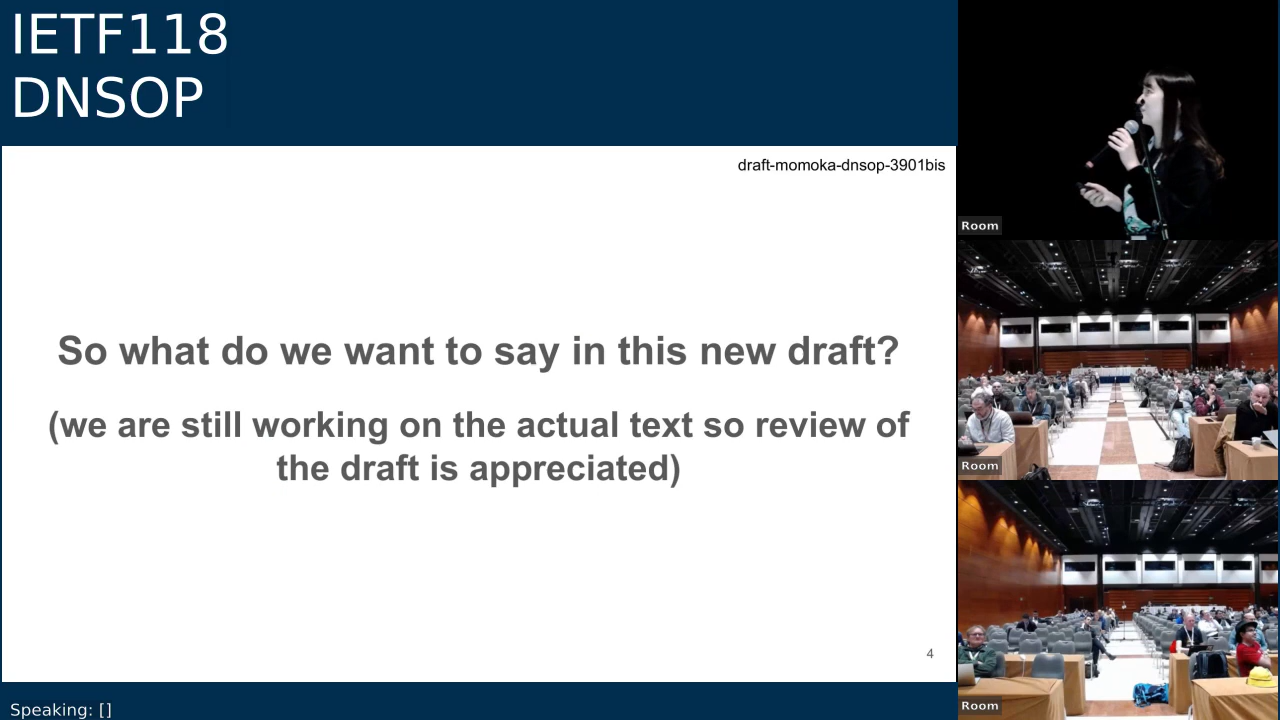 IETF118
DNSOP
draft-momoka-dnsop-3901bis
So what do we want to say in this new draft?
(we are still working on the actual text so review of
the draft is appreciated)
4
Speaking: []
Room
Room
Room